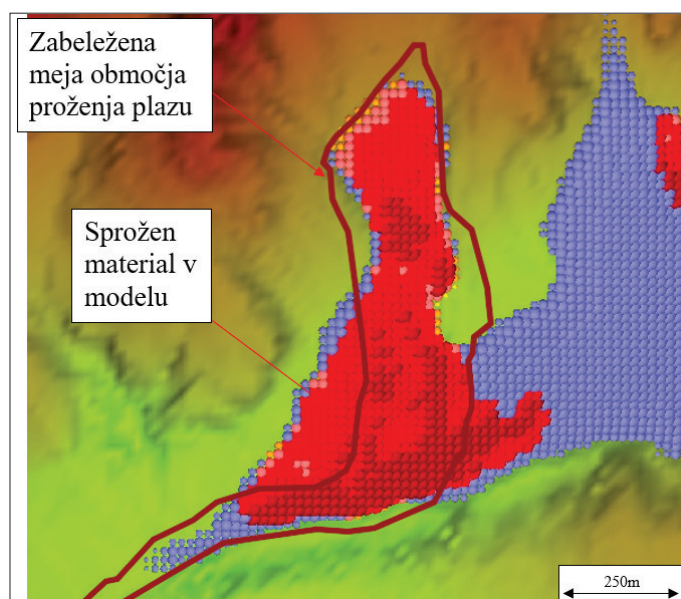 Zabeležena
meja območja
proženja plazu
Sprožen
material v
modelu
250m